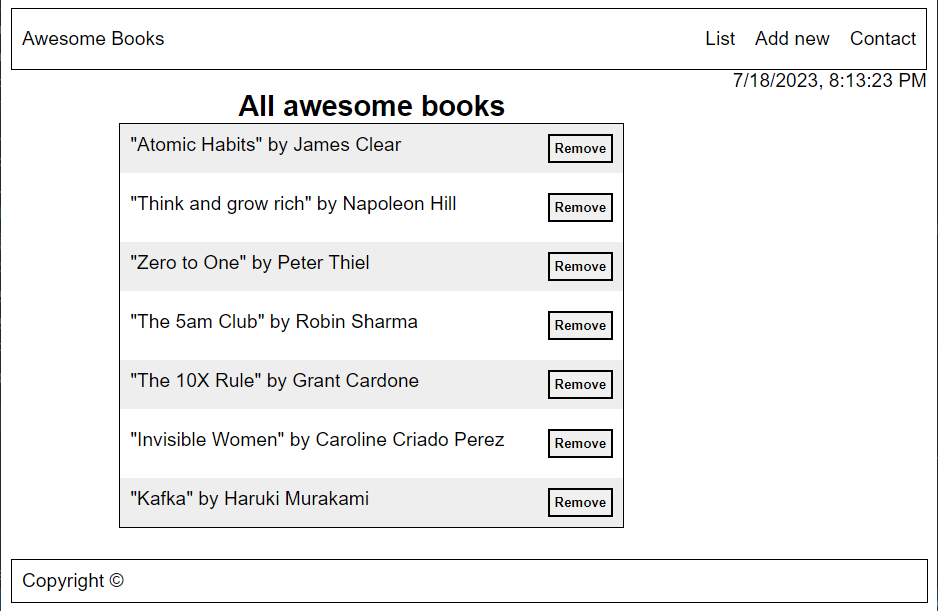 Awesome Books List Add new Contact
7/18/2023, 8:13:23 PM
All awesome books
"Atomic Habits" by James Clear Remove
"Think and grow rich" by Napoleon Hill Remove
"Zero to One" by Peter Thiel Remove
"The 5am Club" by Robin Sharma Remove
"The 10X Rule" by Grant Cardone Remove
"Invisible Women" by Caroline Criado Perez Remove
"Kafka" by Haruki Murakami Remove
Copyright ©